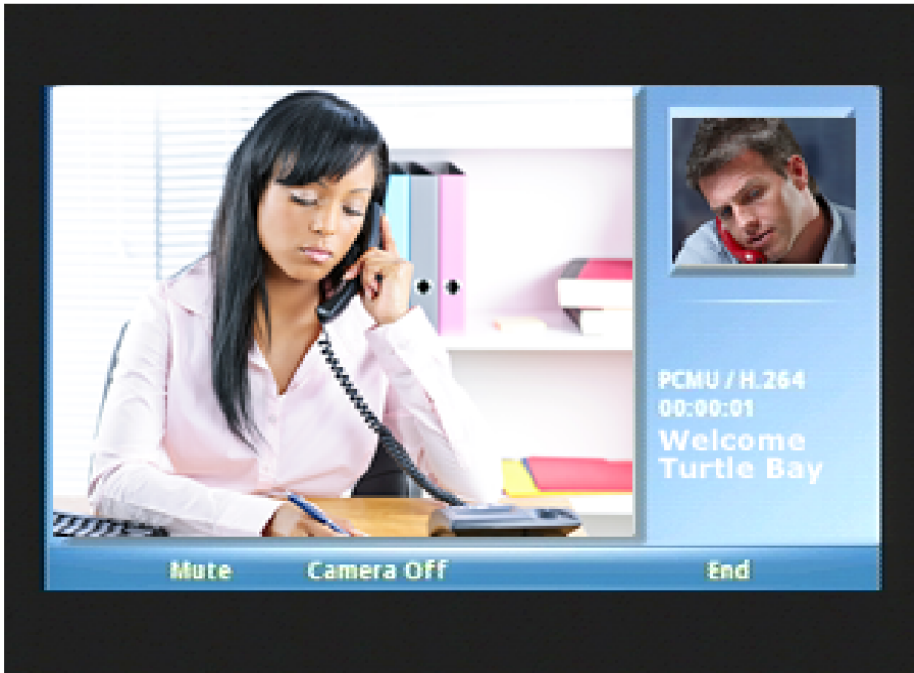 PCMU / H.264
00:00:01
Welcome
Turtle Bay
Mute Camera Off End